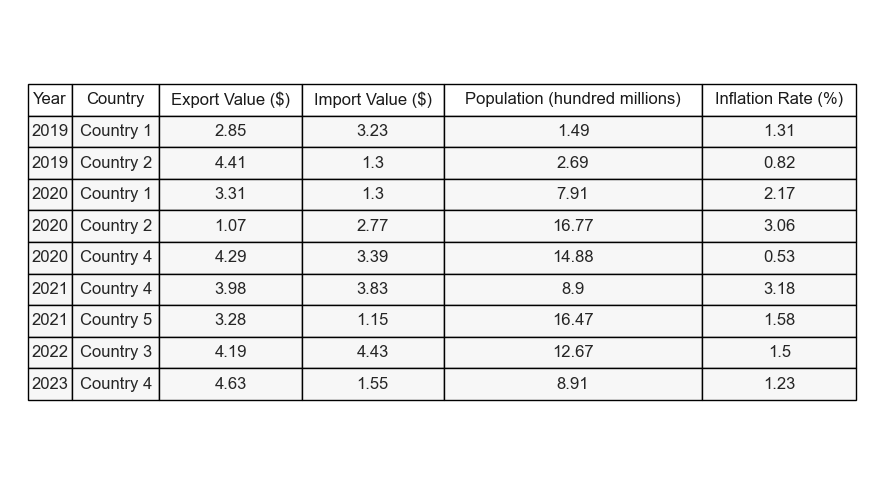 Year Country Export Value ($) Import Value ($) Population (hundred millions) Inflation Rate (%)
2019 Country 1 2.85 3.23 1.49 1.31
2019 Country 2 4.41 1.3 2.69 0.82
2020 Country 1 3.31 1.3 7.91 2.17
2020 Country 2 1.07 2.77 16.77 3.06
2020 Country 4 4.29 3.39 14.88 0.53
2021 Country 4 3.98 3.83 8.9 3.18
2021 Country 5 3.28 1.15 16.47 1.58
2022 Country 3 4.19 4.43 12.67 1.5
2023 Country 4 4.63 1.55 8.91 1.23